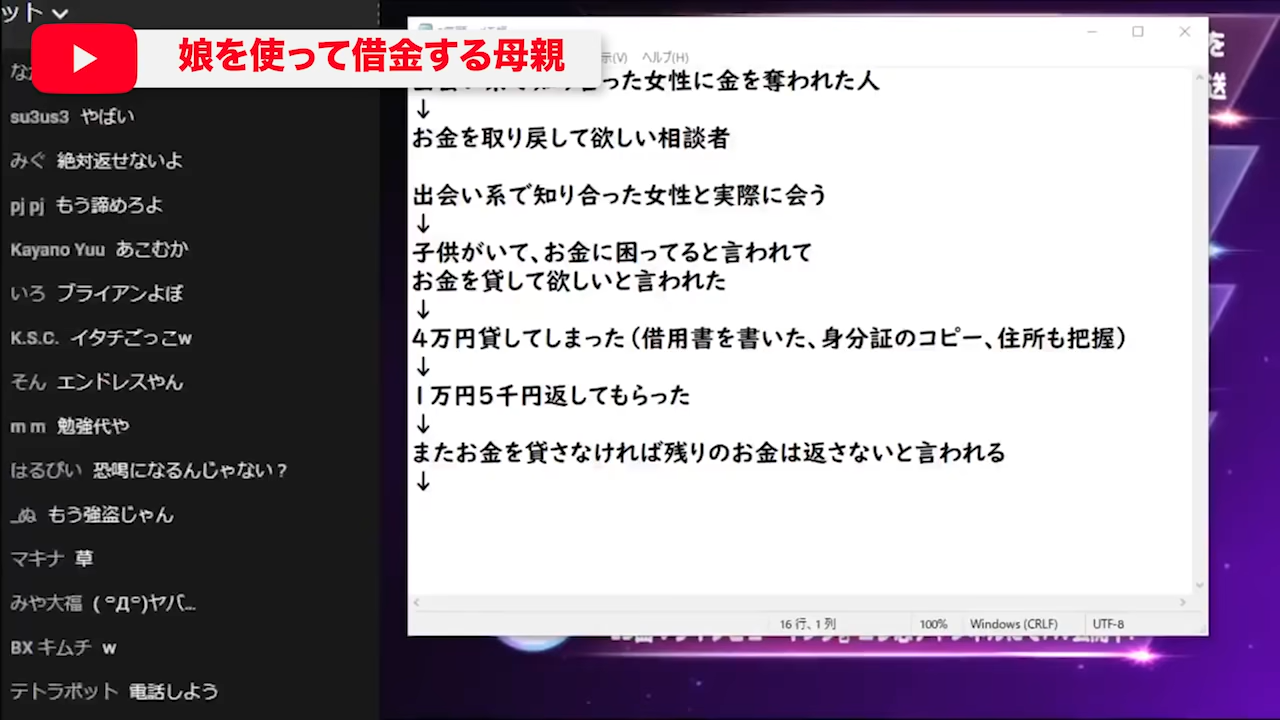 ット
娘を使って借金する母親
su3us3 やばい
みぐ 絶対返せないよ
pj pj もう諦めろよ
Kayano Yuu あこむか
いろ ブライアンよぼ
K.S.C. イタチごっこw
そん エンドレスやん
m m 勉強代や
はるぴい 恐喝になるんじゃない？
_ぬ もう強盗じゃん
マキナ 草
みや大福 ( ºДº)ヤバ...
BX キムチ w
テトラボット 電話しよう
示(V) ヘルプ(H)
出会い系で知り合った女性に金を奪われた人
↓
お金を取り戻して欲しい相談者
出会い系で知り合った女性と実際に会う
↓
子供がいて、お金に困ってると言われて
お金を貸して欲しいと言われた
↓
４万円貸してしまった（借用書を書いた、身分証のコピー、住所も把握）
↓
１万円５千円返してもらった
↓
またお金を貸さなければ残りのお金は返さないと言われる
↓
16 行、1 列
100%
Windows (CRLF)
UTF-8
を
送